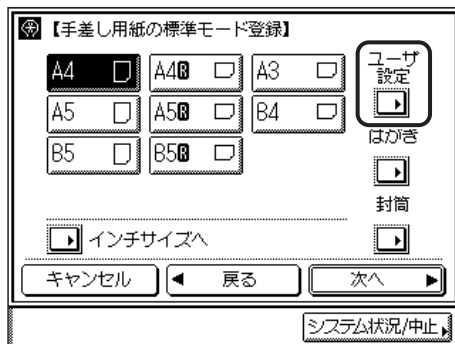 【手差し用紙の標準モード登録】
A4 A4R A3
A5 A5R B4
B5 B5R
ユーザ
設定
はがき
封筒
インチサイズへ
キャンセル 戻る 次へ
システム状況/中止